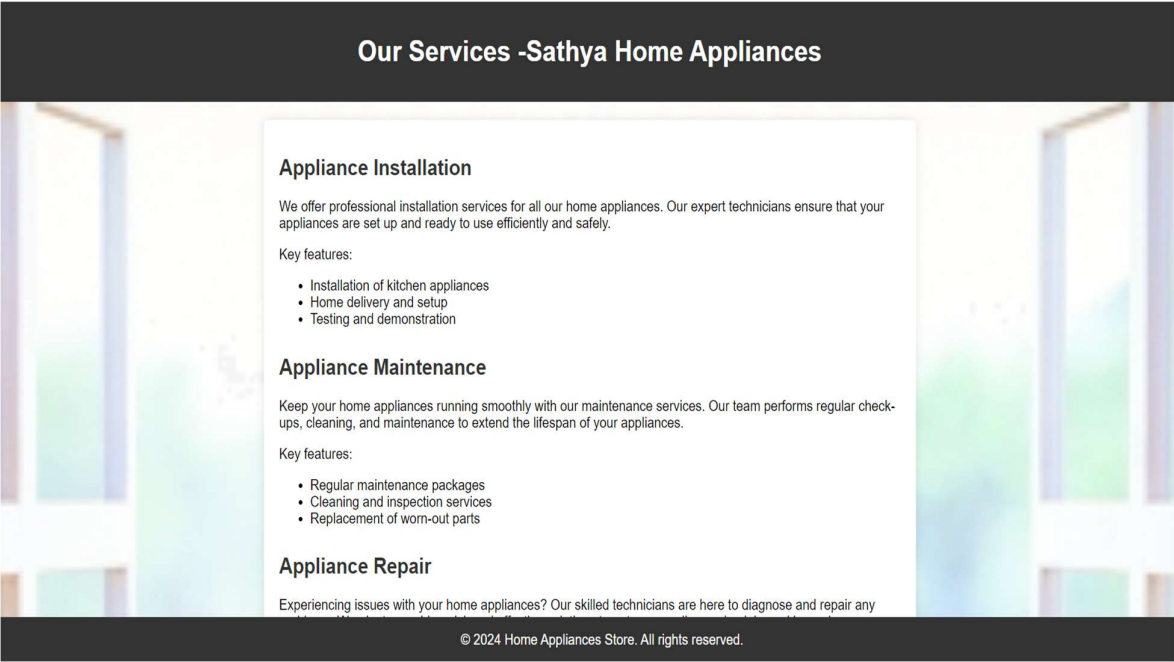 Our Services -Sathya Home Appliances
Appliance Installation
We offer professional installation services for all our home appliances. Our expert technicians ensure that your
appliances are set up and ready to use efficiently and safely.
Key features:
• Installation of kitchen appliances
• Home delivery and setup
• Testing and demonstration
Appliance Maintenance
Keep your home appliances running smoothly with our maintenance services. Our team performs regular check-
ups, cleaning, and maintenance to extend the lifespan of your appliances.
Key features:
• Regular maintenance packages
• Cleaning and inspection services
• Replacement of worn-out parts
Appliance Repair
Experiencing issues with your home appliances? Our skilled technicians are here to diagnose and repair any
© 2024 Home Appliances Store. All rights reserved.